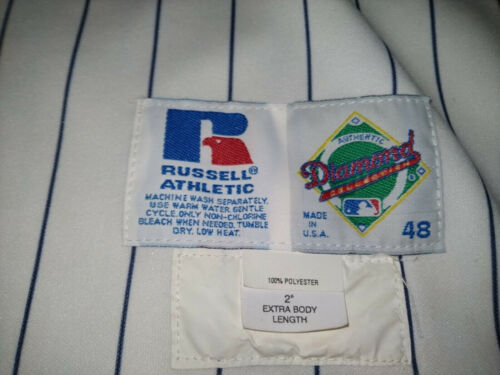 RUSSELL®
ATHLETIC
MACHINE WASH SEPARATELY.
USE WARM WATER, GENTLE
CYCLE. ONLY NON-CHLORINE
BLEACH WHEN NEEDED. TUMBLE
DRY. LOW HEAT.
AUTHENTIC
Diamond
COLLECTION
MADE IN
U.S.A.
48
100% POLYESTER
2"
EXTRA BODY
LENGTH